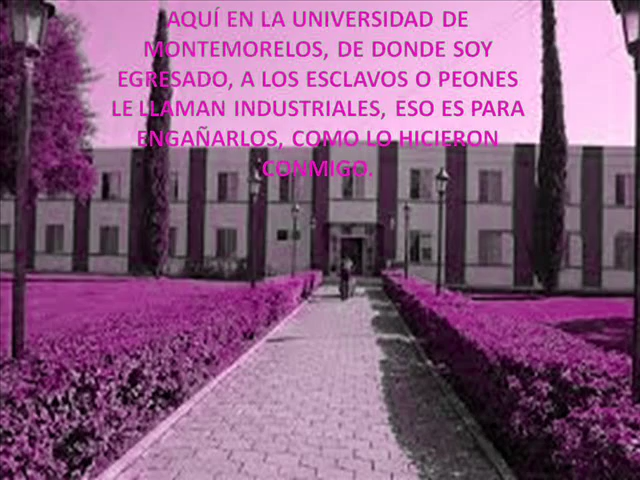 AQUÍ EN LA UNIVERSIDAD DE
MONTEMORELOS, DE DONDE SOY
EGRESADO, A LOS ESCLAVOS O PEONES
LE LLAMAN INDUSTRIALES, ESO ES PARA
ENGAÑARLOS, COMO LO HICIERON
CONMIGO.